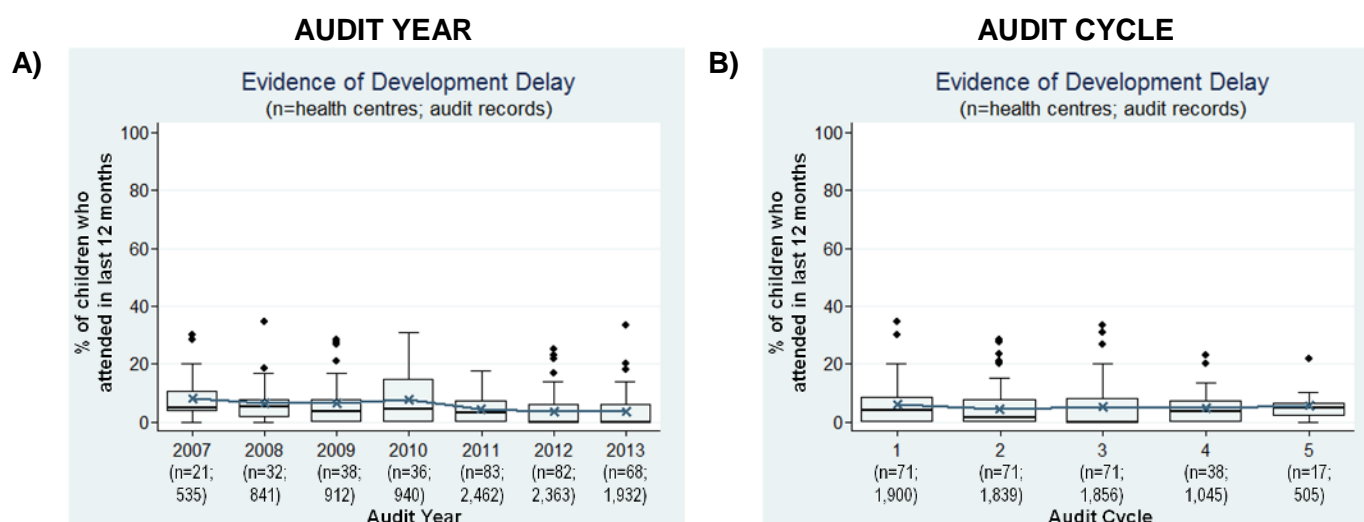 AUDIT YEAR
A)
Evidence of Development Delay
(n=health centres; audit records)
% of children who
attended in last 12 months
100
80
60
40
20
0
2007 2008 2009 2010 2011 2012 2013
(n=21; (n=32; (n=38; (n=36; (n=83; (n=82; (n=68;
535) 841) 912) 940) 2,462) 2,363) 1,932)
Audit Year
AUDIT CYCLE
B)
Evidence of Development Delay
(n=health centres; audit records)
% of children who
attended in last 12 months
100
80
60
40
20
0
1 2 3 4 5
(n=71; (n=71; (n=71; (n=38; (n=17;
1,900) 1,839) 1,856) 1,045) 505)
Audit Cycle